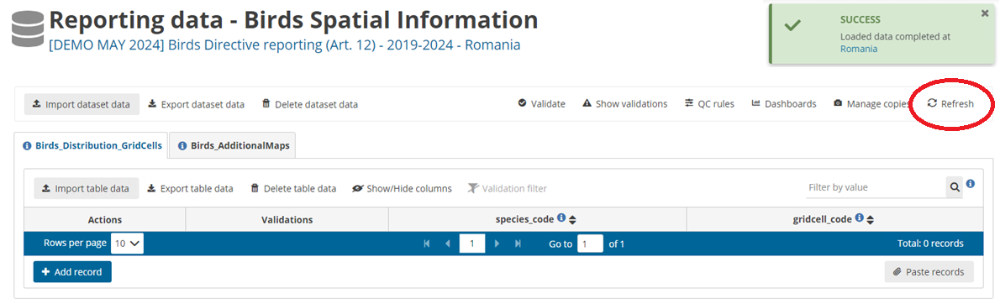 Reporting data - Birds Spatial Information
[DEMO MAY 2024] Birds Directive reporting (Art. 12) - 2019-2024 - Romania
SUCCESS
Loaded data completed at
Romania
Import dataset data Export dataset data Delete dataset data Validate Show validations QC rules Dashboards Manage copies Refresh
Birds_Distribution_GridCells Birds_AdditionalMaps
Import table data Export table data Delete table data Show/Hide columns Validation filter Filter by value
Actions Validations species_code gridcell_code
Rows per page 10 1 Go to 1 of 1 Total: 0 records
+ Add record Paste records